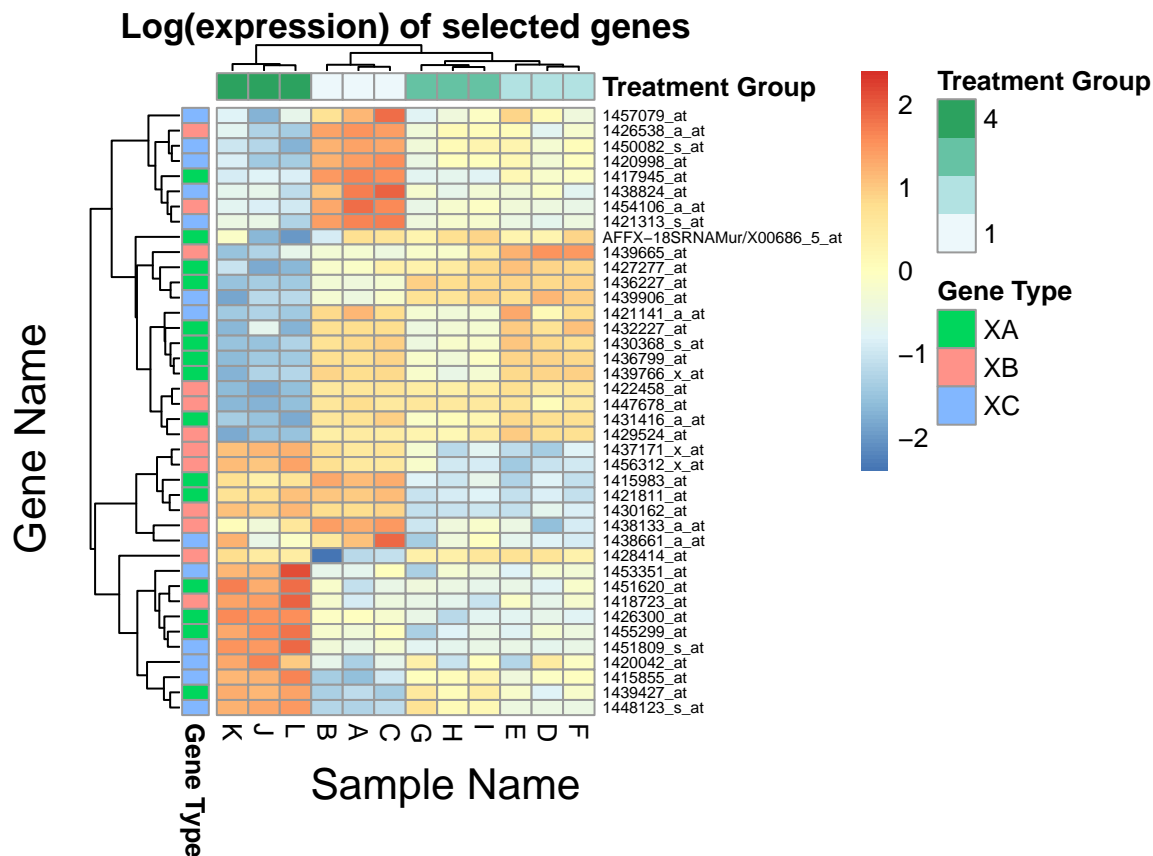 Log(expression) of selected genes
Treatment Group
1457079_at
1426538_a_at
1450082_s_at
1420998_at
1417945_at
1438824_at
1454106_a_at
1421313_s_at
AFFX−18SRNAMur/X00686_5_at
1439665_at
1427277_at
1436227_at
1439906_at
1421141_a_at
1432227_at
1430368_s_at
1436799_at
1439766_x_at
1422458_at
1447678_at
1431416_a_at
1429524_at
1437171_x_at
1456312_x_at
1415983_at
1421811_at
1430162_at
1438133_a_at
1438661_a_at
1428414_at
1453351_at
1451620_at
1418723_at
1426300_at
1455299_at
1451809_s_at
1420042_at
1415855_at
1439427_at
1448123_s_at
Gene Name
Gene Type
K J L B A C G H I E D F
Sample Name
2
1
0
−1
−2
Treatment Group
4
1
Gene Type
XA
XB
XC